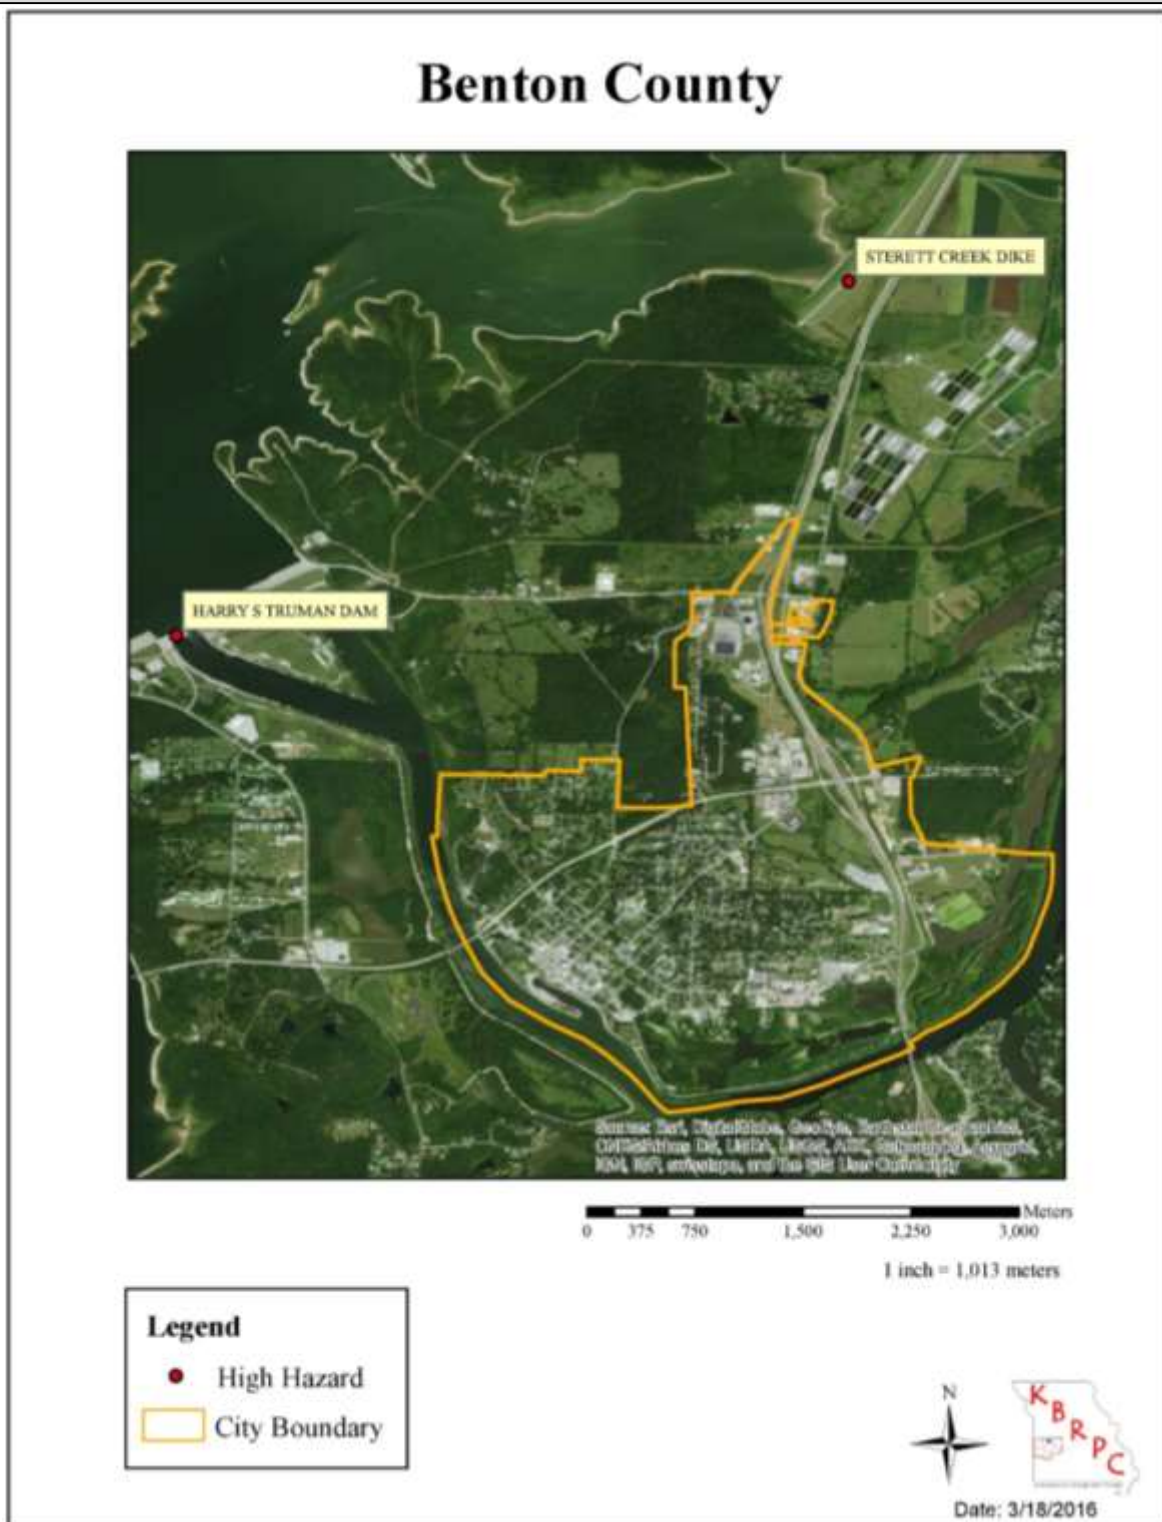 Benton County
STERETT CREEK DIKE
HARRY S TRUMAN DAM
Meters
0 375 750 1,500 2,250 3,000
1 inch = 1,013 meters
Legend
High Hazard
City Boundary
N
K
B
R
P
C
Date: 3/18/2016